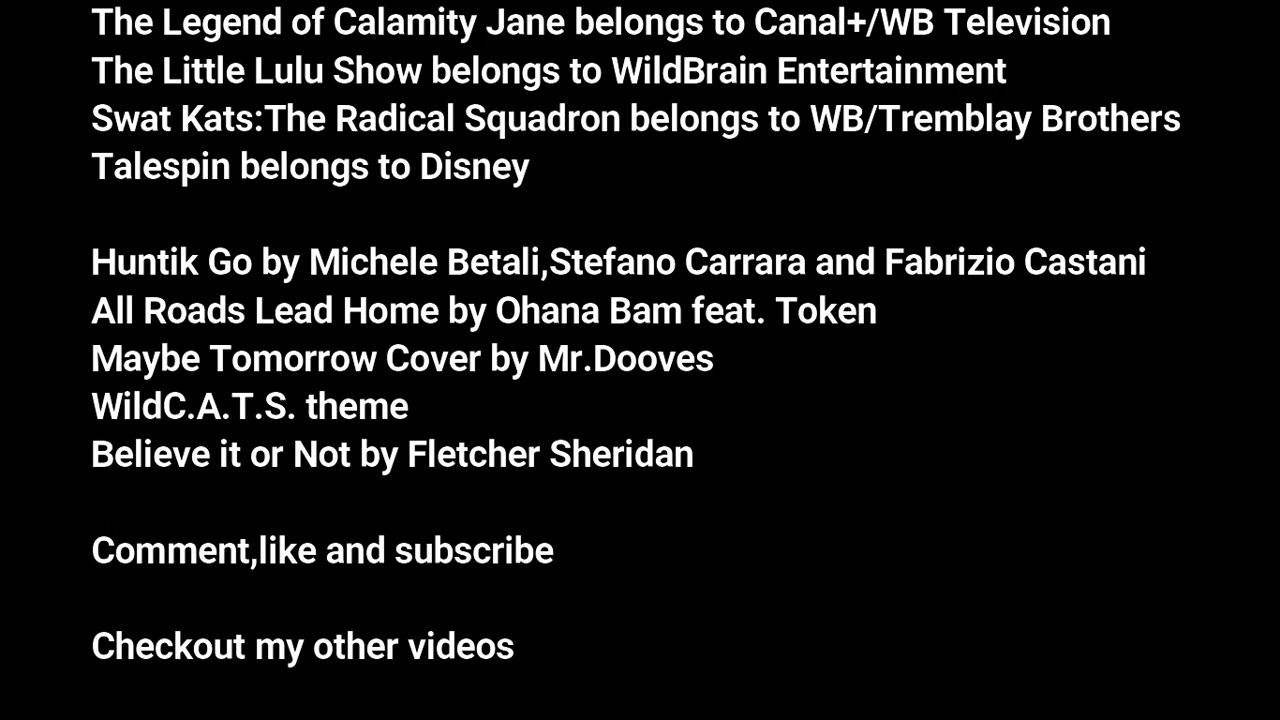 The Legend of Calamity Jane belongs to Canal+/WB Television
The Little Lulu Show belongs to WildBrain Entertainment
Swat Kats:The Radical Squadron belongs to WB/Tremblay Brothers
Talespin belongs to Disney
Huntik Go by Michele Betali,Stefano Carrara and Fabrizio Castani
All Roads Lead Home by Ohana Bam feat. Token
Maybe Tomorrow Cover by Mr.Dooves
WildC.A.T.S. theme
Believe it or Not by Fletcher Sheridan
Comment,like and subscribe
Checkout my other videos